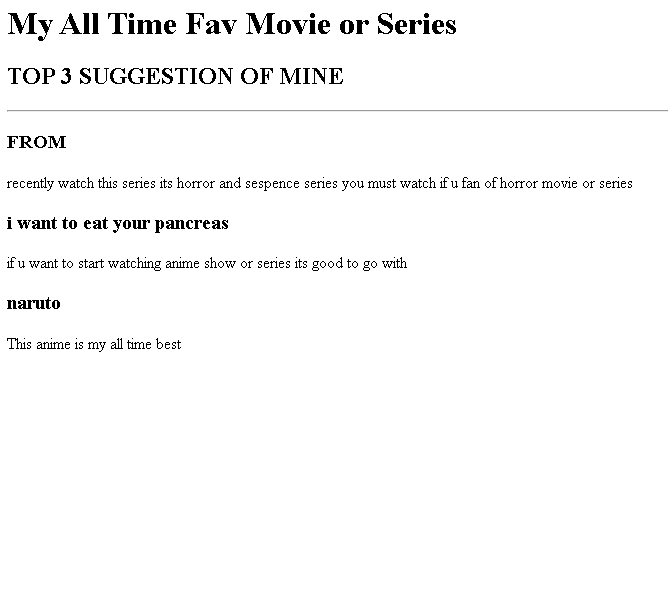 My All Time Fav Movie or Series
TOP 3 SUGGESTION OF MINE
FROM
recently watch this series its horror and sespence series you must watch if u fan of horror movie or series
i want to eat your pancreas
if u want to start watching anime show or series its good to go with
naruto
This anime is my all time best